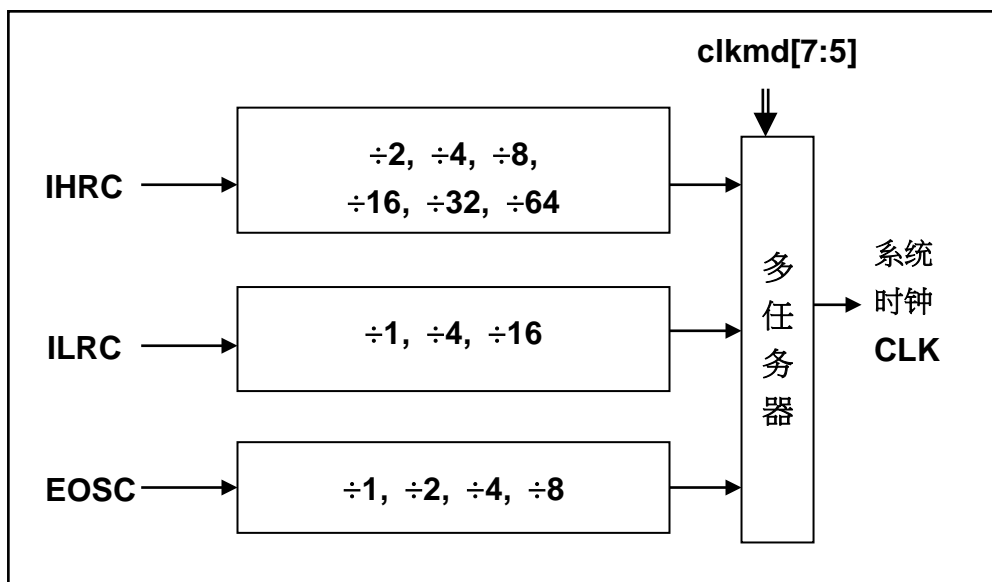 clkmd[7:5]
IHRC
÷2, ÷4, ÷8,
÷16, ÷32, ÷64
ILRC
÷1, ÷4, ÷16
EOSC
÷1, ÷2, ÷4, ÷8
多
任
务
器
系统
时钟
CLK